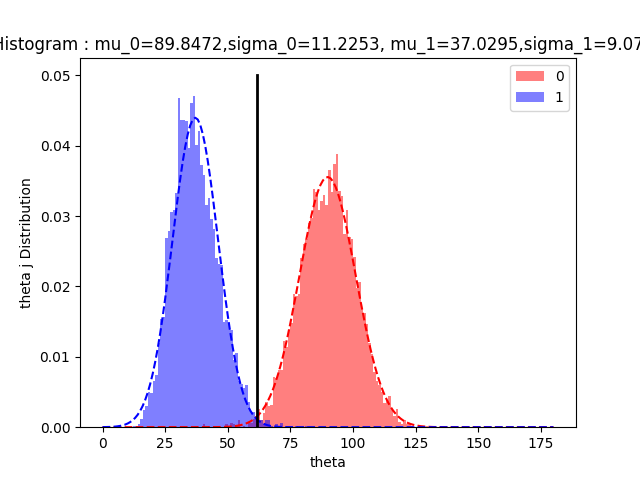 Histogram : mu_0=89.8472,sigma_0=11.2253, mu_1=37.0295,sigma_1=9.07
0
1
0.05
0.04
0.03
0.02
0.01
0.00
theta j Distribution
0 25 50 75 100 125 150 175
theta